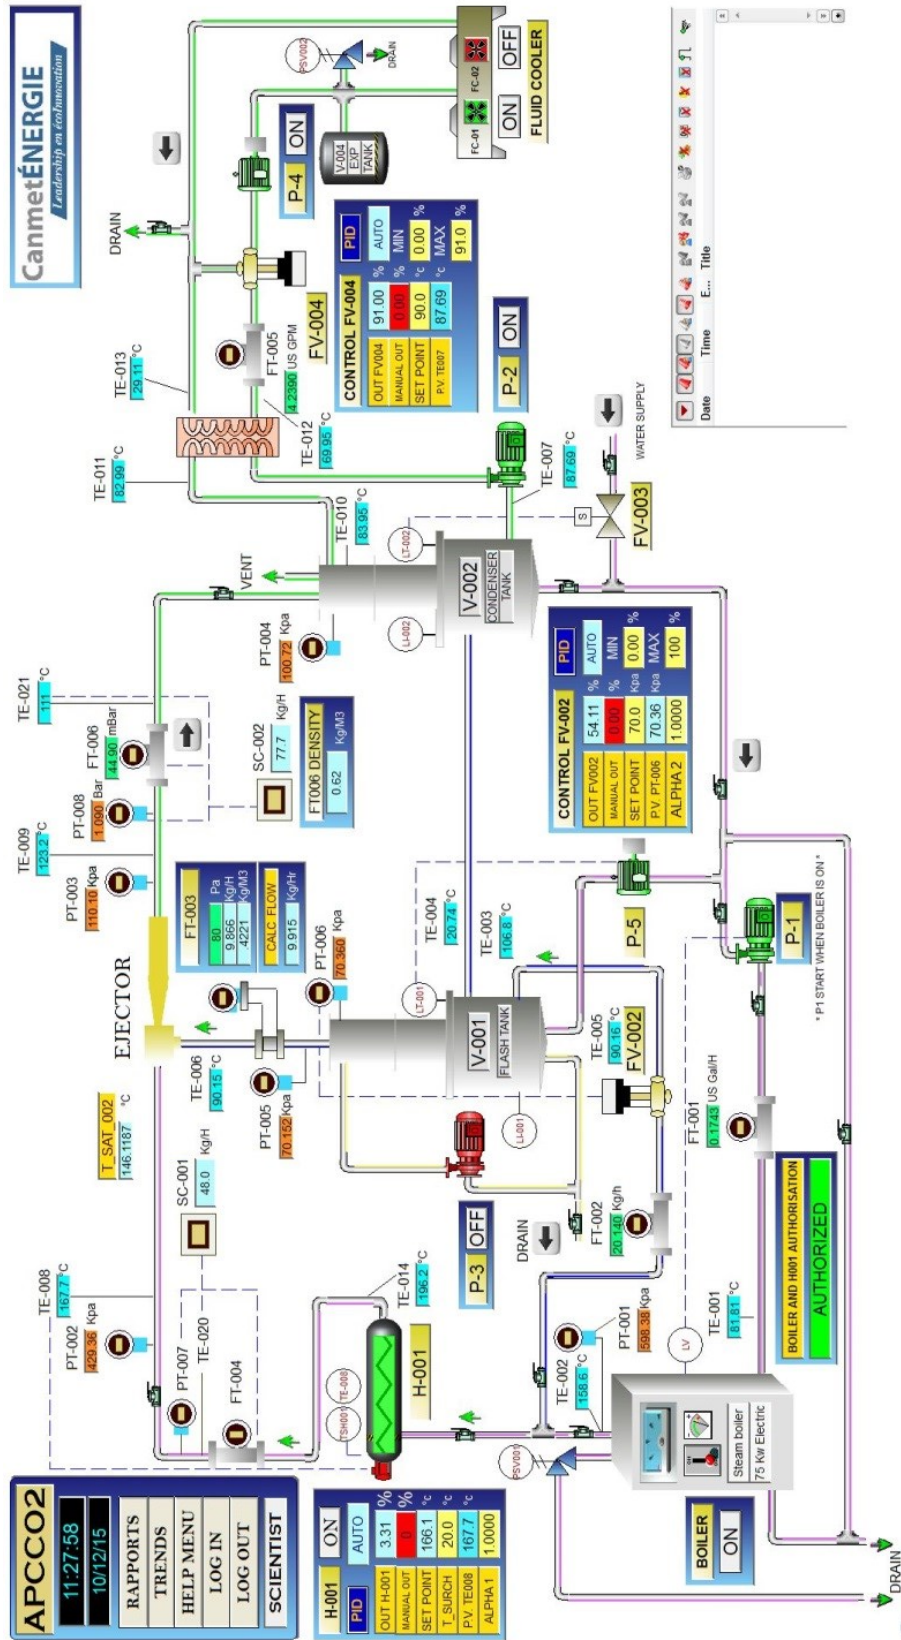 APCCO2
11:27:58
10/12/15
RAPPORTS
TRENDS
HELP MENU
LOG IN
LOG OUT
SCIENTIST
CanmetÉNERGIE
Leadership en écoInnovation
H-001 ON
PID AUTO
OUT H-001 3.31 %
MANUAL OUT 0 %
SET POINT 166.1 °C
T_SURCH 20.0 °C
P.V. TE008 167.7 °C
ALPHA 1 1.0000
TE-008
167.7 °C
PT-002
429.36 Kpa
PT-007
TE-020
FT-004
SC-001
48.0 Kg/H
T_SAT_002
146.1187 °C
TSH001
TE-008
H-001
TE-014
196.2 °C
EJECTOR
TE-006
90.15 °C
PT-005
70.152 Kpa
FT-003
80 Pa
9.866 Kg/H
.4221 Kg/M3
CALC FLOW
9.915 Kg/Hr
PT-006
70.360 Kpa
PT-003
110.10 Kpa
TE-009
123.2 °C
PT-008
1.090 Bar
FT-006
44.90 mBar
TE-021
111 °C
SC-002
77.7 Kg/H
FT006 DENSITY
0.62 Kg/M3
VENT
PT-004
100.72 Kpa
TE-010
83.95 °C
TE-011
82.99 °C
TE-013
29.11 °C
TE-012
69.95 °C
FT-005
4.2390 US GPM
DRAIN
FV-004
P-4 ON
PSV002
DRAIN
V-004
EXP
TANK
FC-01 FC-02
ON OFF
FLUID COOLER
CONTROL FV-004 PID
OUT FV004 91.00 % AUTO
MANUAL OUT 0.00 % MIN
SET POINT 90.0 °C 0.00 %
P.V. TE007 87.69 °C MAX
91.0 %
P-2 ON
TE-007
87.69 °C
LT-002
LI-002
V-002
CONDENSER
TANK
S
FV-003
WATER SUPPLY
TE-004
20.74 °C
TE-003
106.8 °C
LT-001
V-001
FLASH TANK
LI-001
TE-005
90.16 °C
FV-002
P-3 OFF
DRAIN
FT-002
20.140 Kg/h
P-5
CONTROL FV-002 PID
OUT FV002 54.11 % AUTO
MANUAL OUT 0.00 % MIN
SET POINT 70.0 Kpa 0.00 %
P.V. PT-006 70.36 Kpa MAX
ALPHA 2 1.0000 100 %
P-1
* P1 START WHEN BOILER IS ON *
FT-001
0.1743 US Gal/H
TE-002
158.6 °C
PT-001
598.38 Kpa
TE-001
81.81 °C
LV
PSV001
Steam boiler
75 Kw Electric
BOILER
ON
BOILER AND H001 AUTHORISATION
AUTHORIZED
DRAIN
DRAIN
Date Time E... Title